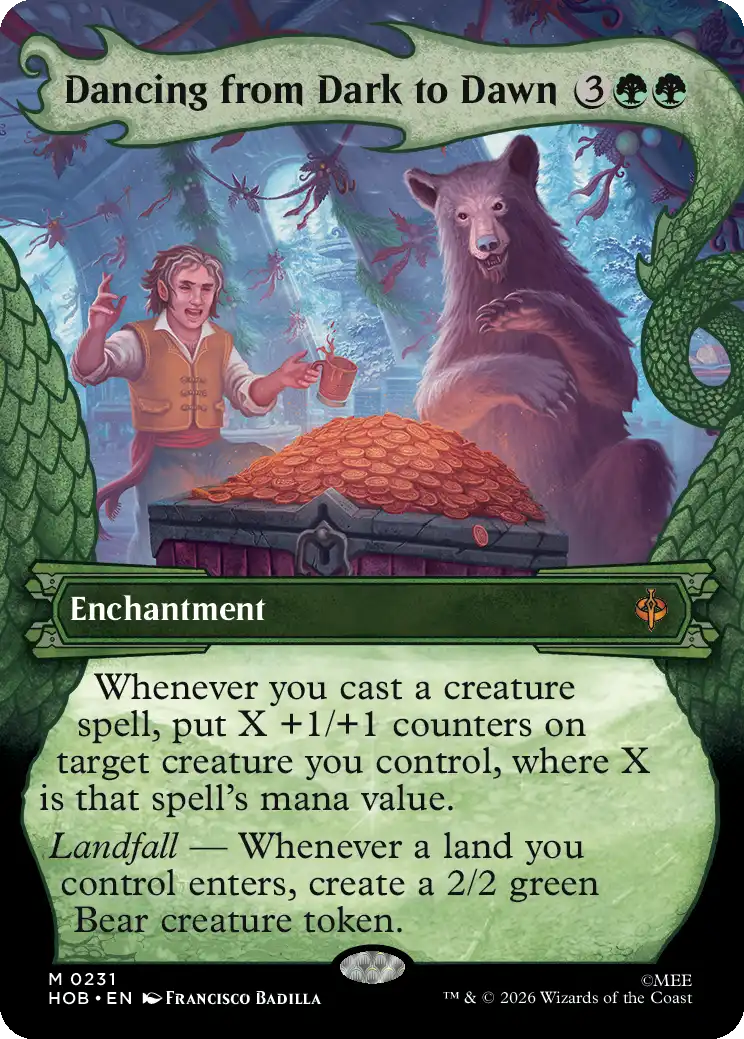 Dancing from Dark to Dawn 3
Enchantment
Whenever you cast a creature
spell, put X +1/+1 counters on
target creature you control, where X
is that spell's mana value.
Landfall — Whenever a land you
control enters, create a 2/2 green
Bear creature token.
M 0231
HOB • EN Francisco Badilla
©MEE
™ & © 2026 Wizards of the Coast